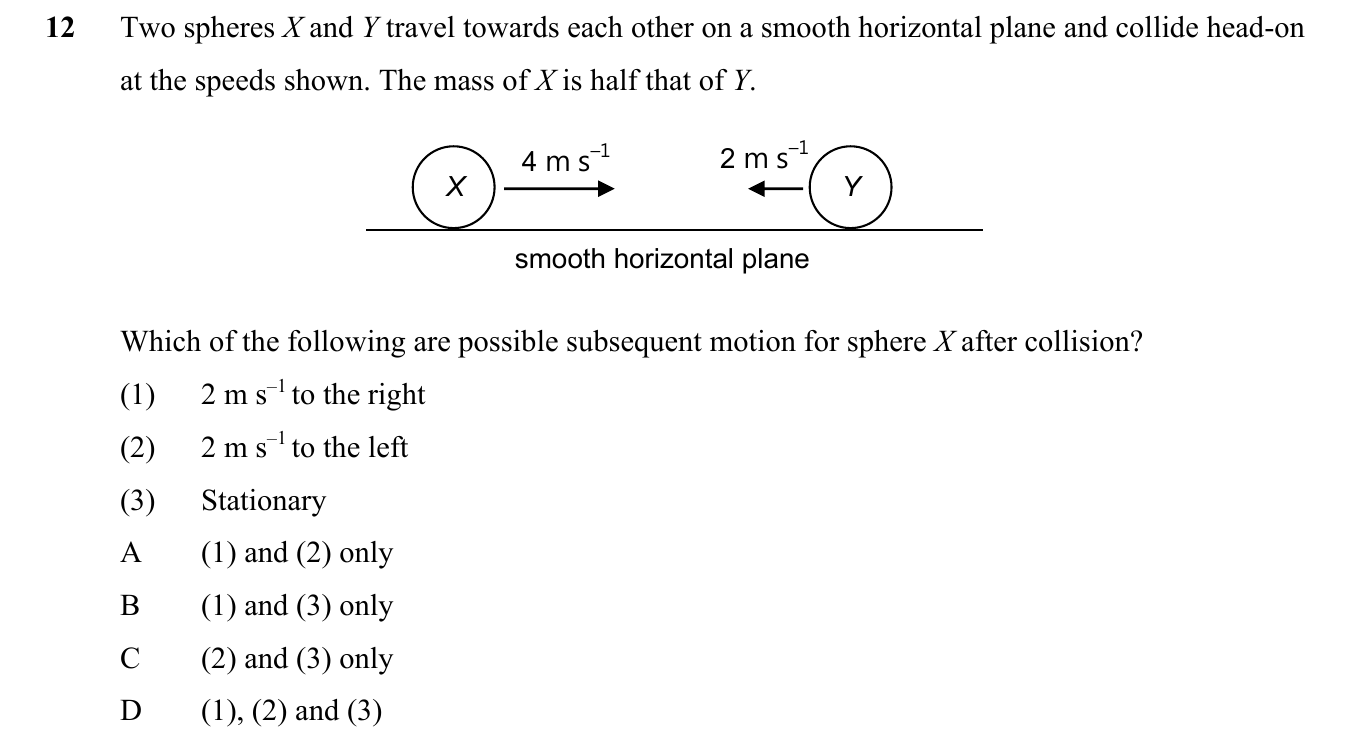 12 Two spheres X and Y travel towards each other on a smooth horizontal plane and collide head-on
at the speeds shown. The mass of X is half that of Y.
4 m s⁻¹ 2 m s⁻¹
X Y
smooth horizontal plane
Which of the following are possible subsequent motion for sphere X after collision?
(1) 2 m s⁻¹ to the right
(2) 2 m s⁻¹ to the left
(3) Stationary
A (1) and (2) only
B (1) and (3) only
C (2) and (3) only
D (1), (2) and (3)